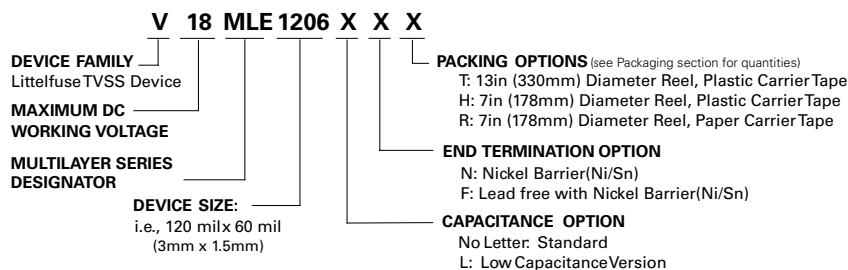 V 18 MLE 1206 X X X
DEVICE FAMILY
Littelfuse TVSS Device
MAXIMUM DC
WORKING VOLTAGE
MULTILAYER SERIES
DESIGNATOR
DEVICE SIZE:
i.e., 120 mil x 60 mil
(3mm x 1.5mm)
PACKING OPTIONS (see Packaging section for quantities)
T: 13in (330mm) Diameter Reel, Plastic Carrier Tape
H: 7in (178mm) Diameter Reel, Plastic Carrier Tape
R: 7in (178mm) Diameter Reel, Paper Carrier Tape
END TERMINATION OPTION
N: Nickel Barrier(Ni/Sn)
F: Lead free with Nickel Barrier(Ni/Sn)
CAPACITANCE OPTION
No Letter: Standard
L: Low Capacitance Version